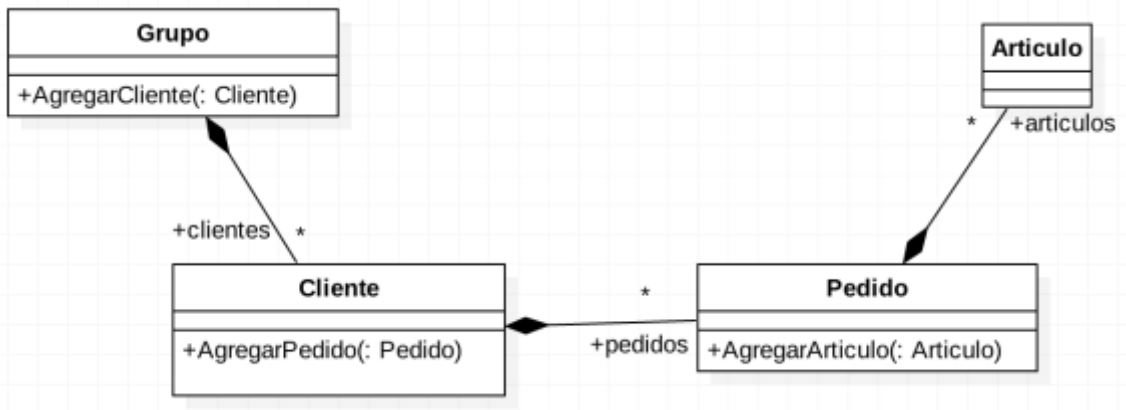 Grupo
+AgregarCliente(: Cliente)
Articulo
*
+articulos
+clientes
*
Cliente
+AgregarPedido(: Pedido)
*
+pedidos
Pedido
+AgregarArticulo(: Articulo)